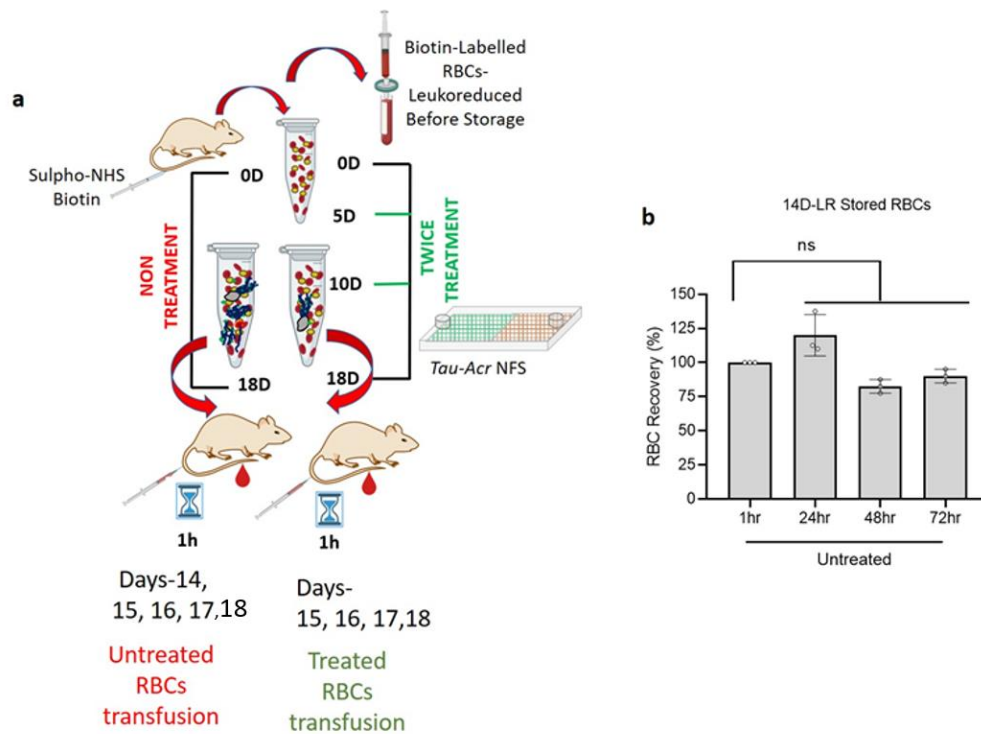 a
Biotin-Labelled
RBCs-
Leukoreduced
Before Storage
Sulpho-NHS
Biotin
0D
0D
5D
10D
18D
18D
NON
TREATMENT
TWICE
TREATMENT
Tau-Acr NFS
1h
1h
Days-14,
15, 16, 17,18
Days-
15, 16, 17,18
Untreated
RBCs
transfusion
Treated
RBCs
transfusion
b
14D-LR Stored RBCs
ns
RBC Recovery (%)
150
125
100
75
50
25
0
1hr 24hr 48hr 72hr
Untreated